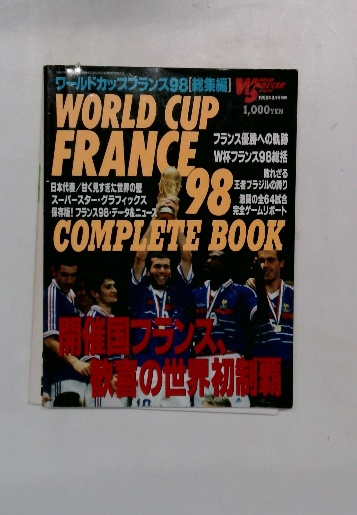 ワールドカップフランス98[総集編]
WORLD SOCCER
1,000YEN
WORLD CUP
FRANCE
'98
COMPLETE BOOK
フランス優勝への軌跡
W杯フランス98総括
敗れざる
王者ブラジルの誇り
激闘の全64試合
完全ゲームリポート
日本代表/甘く見すぎた世界の壁
スーパースター・グラフィックス
保存版!フランス98・データ&ニュース
開催国フランス、
歓喜の世界初制覇
10